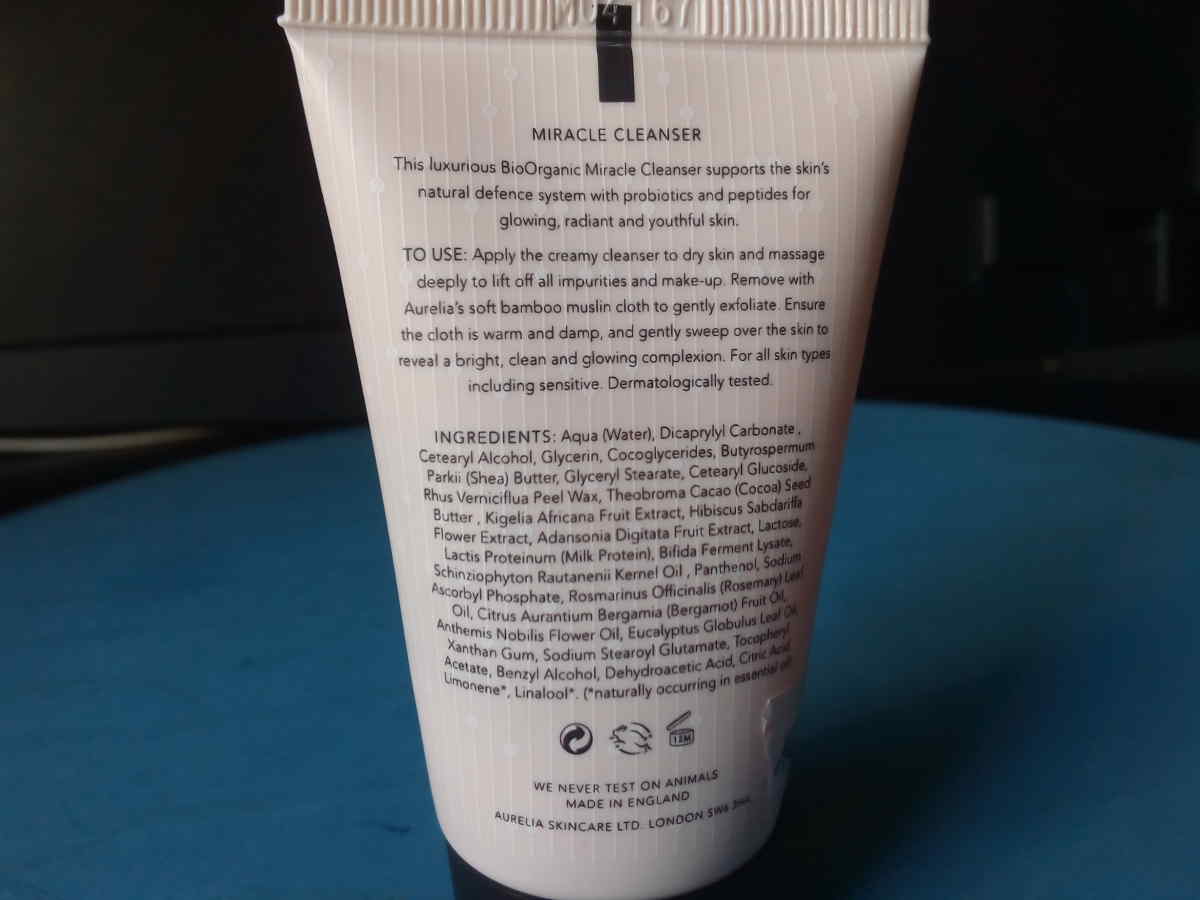 MIRACLE CLEANSER
This luxurious BioOrganic Miracle Cleanser supports the skin's
natural defence system with probiotics and peptides for
glowing, radiant and youthful skin.
TO USE: Apply the creamy cleanser to dry skin and massage
deeply to lift off all impurities and make-up. Remove with
Aurelia's soft bamboo muslin cloth to gently exfoliate. Ensure
the cloth is warm and damp, and gently sweep over the skin to
reveal a bright, clean and glowing complexion. For all skin types
including sensitive. Dermatologically tested.
INGREDIENTS: Aqua (Water), Dicaprylyl Carbonate ,
Cetearyl Alcohol, Glycerin, Cocoglycerides, Butyrospermum
Parkii (Shea) Butter, Glyceryl Stearate, Cetearyl Glucoside,
Rhus Verniciflua Peel Wax, Theobroma Cacao (Cocoa) Seed
Butter , Kigelia Africana Fruit Extract, Hibiscus Sabdariffa
Flower Extract, Adansonia Digitata Fruit Extract, Lactose,
Lactis Proteinum (Milk Protein), Bifida Ferment Lysate,
Schinziophyton Rautanenii Kernel Oil , Panthenol, Sodium
Ascorbyl Phosphate, Rosmarinus Officinalis (Rosemary) Leaf
Oil, Citrus Aurantium Bergamia (Bergamot) Fruit Oil,
Anthemis Nobilis Flower Oil, Eucalyptus Globulus Leaf Oil,
Xanthan Gum, Sodium Stearoyl Glutamate, Tocopheryl
Acetate, Benzyl Alcohol, Dehydroacetic Acid, Citric Acid
Limonene*, Linalool*. (*naturally occurring in essential
12M
WE NEVER TEST ON ANIMALS
MADE IN ENGLAND
AURELIA SKINCARE LTD. LONDON SW6